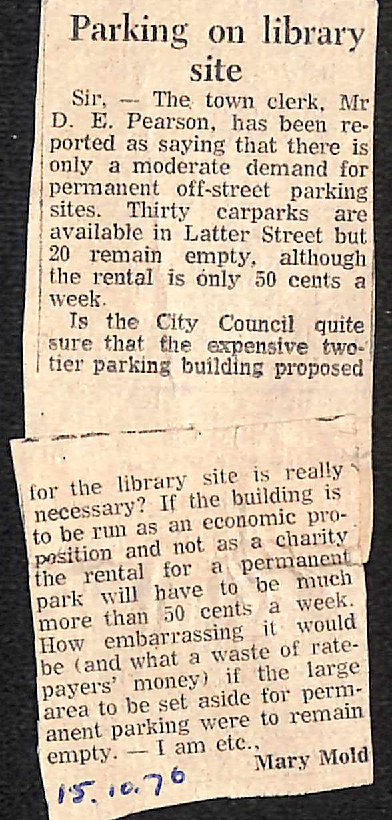 Parking on library
site
Sir, — The town clerk, Mr
D. E. Pearson, has been re-
ported as saying that there is
only a moderate demand for
permanent off-street parking
sites. Thirty carparks are
available in Latter Street but
20 remain empty, although
the rental is only 50 cents a
week.
Is the City Council quite
sure that the expensive two-
tier parking building proposed
for the library site is really
necessary? If the building is
to be run as an economic pro-
position and not as a charity
the rental for a permanent
park will have to be much
more than 50 cents a week.
How embarrassing it would
be (and what a waste of rate-
payers' money) if the large
area to be set aside for perm-
anent parking were to remain
empty. — I am etc.,
Mary Mold
15.10.76